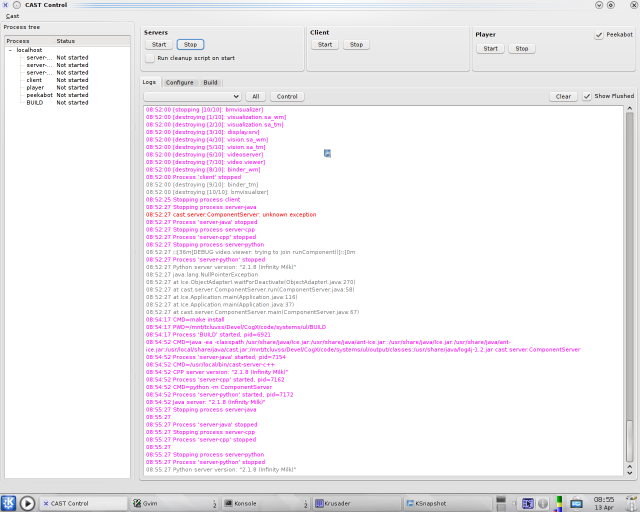 CAST Control
Cast
Process tree
Process Status
localhost
server-... Not started
server-... Not started
server-... Not started
client Not started
player Not started
peekabot Not started
BUILD Not started
Servers
Start Stop
Run cleanup script on start
Client
Start Stop
Player
Start Stop
Peekabot
Logs Configure Build
All Control Clear Show Flushed
08:52:00 [stopping [10/10]: bmvisualizer]
08:52:00 [destroying [1/10]: visualization.sa_wm]
08:52:00 [destroying [2/10]: visualization.sa_tm]
08:52:00 [destroying [3/10]: display.srv]
08:52:00 [destroying [4/10]: vision.sa_wm]
08:52:00 [destroying [5/10]: vision.sa_tm]
08:52:00 [destroying [6/10]: videoserver]
08:52:00 [destroying [7/10]: video.viewer]
08:52:00 [destroying [8/10]: binder_wm]
08:52:00 Process 'client' stopped
08:52:00 [destroying [9/10]: binder_tm]
08:52:00 [destroying [10/10]: bmvisualizer]
08:52:25 Stopping process client
08:52:27 Stopping process server-java
08:52:27 cast.server.ComponentServer: unknown exception
08:52:27 Process 'server-java' stopped
08:52:27 Stopping process server-cpp
08:52:27 Process 'server-cpp' stopped
08:52:27 Stopping process server-python
08:52:27 ::[36m[DEBUG video.viewer: trying to join runComponent()]::[0m
08:52:27 Process 'server-python' stopped
08:52:27 Python server version: "2.1.8 (Infinity Milk)"
08:52:27 java.lang.NullPointerException
08:52:27 at Ice.ObjectAdapterI.waitForDeactivate(ObjectAdapterI.java:270)
08:52:27 at cast.server.ComponentServer.run(ComponentServer.java:58)
08:52:27 at Ice.Application.main(Application.java:116)
08:52:27 at Ice.Application.main(Application.java:37)
08:52:27 at cast.server.ComponentServer.main(ComponentServer.java:67)
08:54:17 CMD=make install
08:54:17 PWD=/mnt/tcluvss/Devel/CogX/code/systems/ul/BUILD
08:54:17 Process 'BUILD' started, pid=6921
08:54:52 CMD=java -ea -classpath /usr/share/java/Ice.jar:/usr/share/java/ant-ice.jar::/usr/share/java/Ice.jar:/usr/share/java/ant-
ice.jar:/usr/local/share/java/cast.jar:/mnt/tcluvss/Devel/CogX/code/systems/ul/output/classes:/usr/share/java/log4j-1.2.jar cast.server.ComponentServer
08:54:52 Process 'server-java' started, pid=7154
08:54:52 CMD=/usr/local/bin/cast-server-c++
08:54:52 CPP server version: "2.1.8 (Infinity Milk)"
08:54:52 Process 'server-cpp' started, pid=7162
08:54:52 CMD=python -m ComponentServer
08:54:52 Process 'server-python' started, pid=7172
08:54:52 Java server: "2.1.8 (Infinity Milk)"
08:55:27 Stopping process server-java
08:55:27
08:55:27 Process 'server-java' stopped
08:55:27 Stopping process server-cpp
08:55:27 Process 'server-cpp' stopped
08:55:27
08:55:27 Stopping process server-python
08:55:27 Process 'server-python' stopped
08:55:27 Python server version: "2.1.8 (Infinity Milk)"
CAST Control Gvim 2 Konsole 2 Krusader KSnapshot
08:55
13 Apr